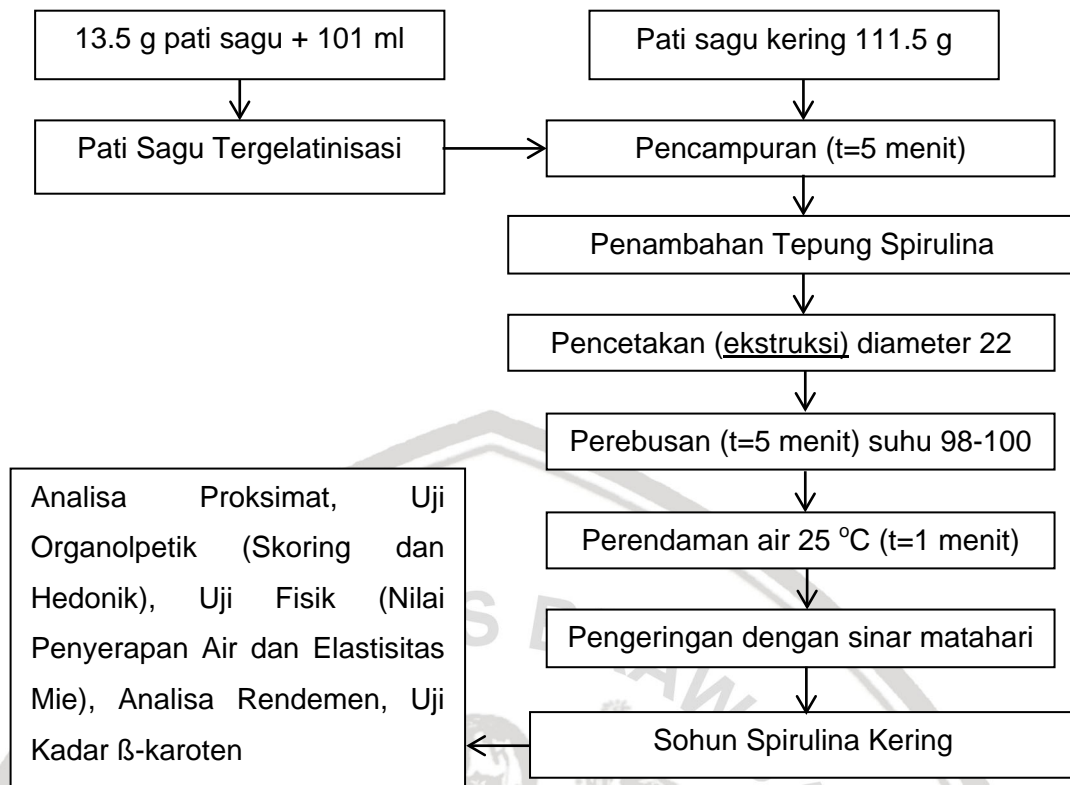 13.5 g pati sagu + 101 ml
Pati sagu kering 111.5 g
Pati Sagu Tergelatinisasi
Pencampuran (t=5 menit)
Penambahan Tepung Spirulina
Pencetakan (ekstruksi) diameter 22
Perebusan (t=5 menit) suhu 98-100
Perendaman air 25 °C (t=1 menit)
Pengeringan dengan sinar matahari
Sohun Spirulina Kering
Analisa Proksimat, Uji
Organolpetik (Skoring dan
Hedonik), Uji Fisik (Nilai
Penyerapan Air dan Elastisitas
Mie), Analisa Rendemen, Uji
Kadar ß-karoten